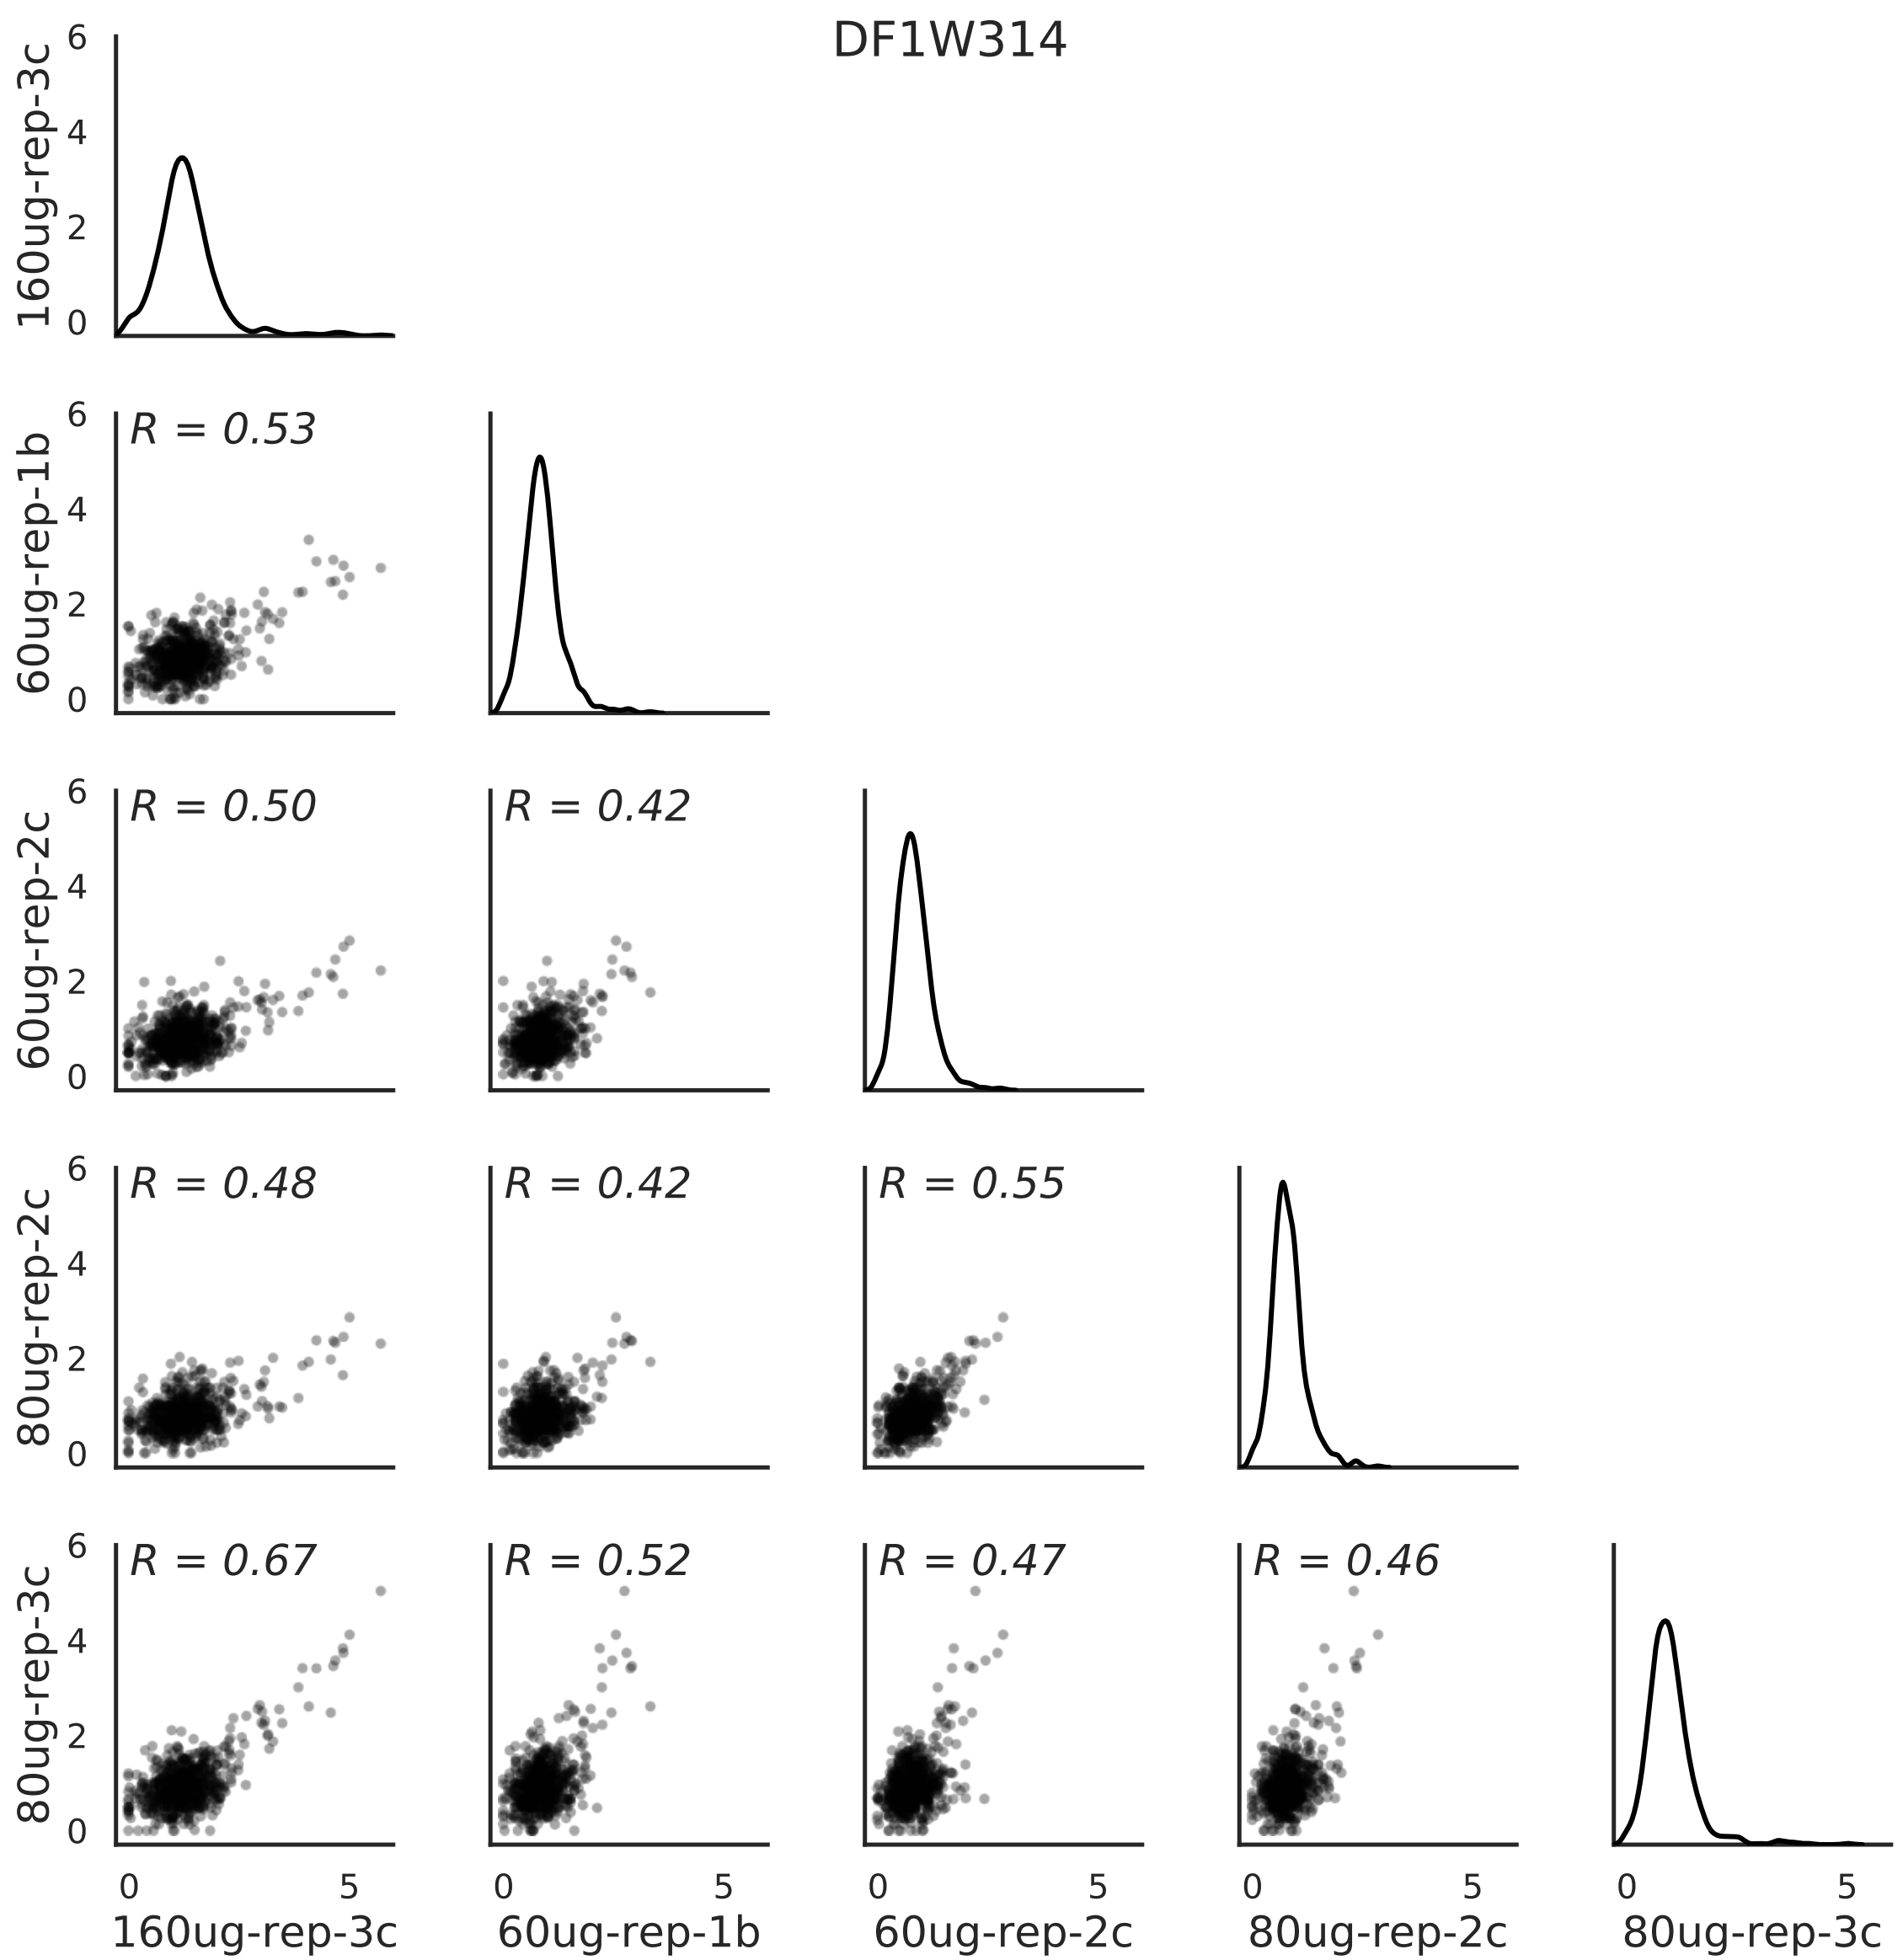 DF1W314
160ug-rep-3c
6
4
2
0
60ug-rep-1b
6
4
2
0
R = 0.53
60ug-rep-2c
6
4
2
0
R = 0.50
R = 0.42
80ug-rep-2c
6
4
2
0
R = 0.48
R = 0.42
R = 0.55
80ug-rep-3c
6
4
2
0
R = 0.67
R = 0.52
R = 0.47
R = 0.46
0 5
0 5
0 5
0 5
0 5
160ug-rep-3c
60ug-rep-1b
60ug-rep-2c
80ug-rep-2c
80ug-rep-3c